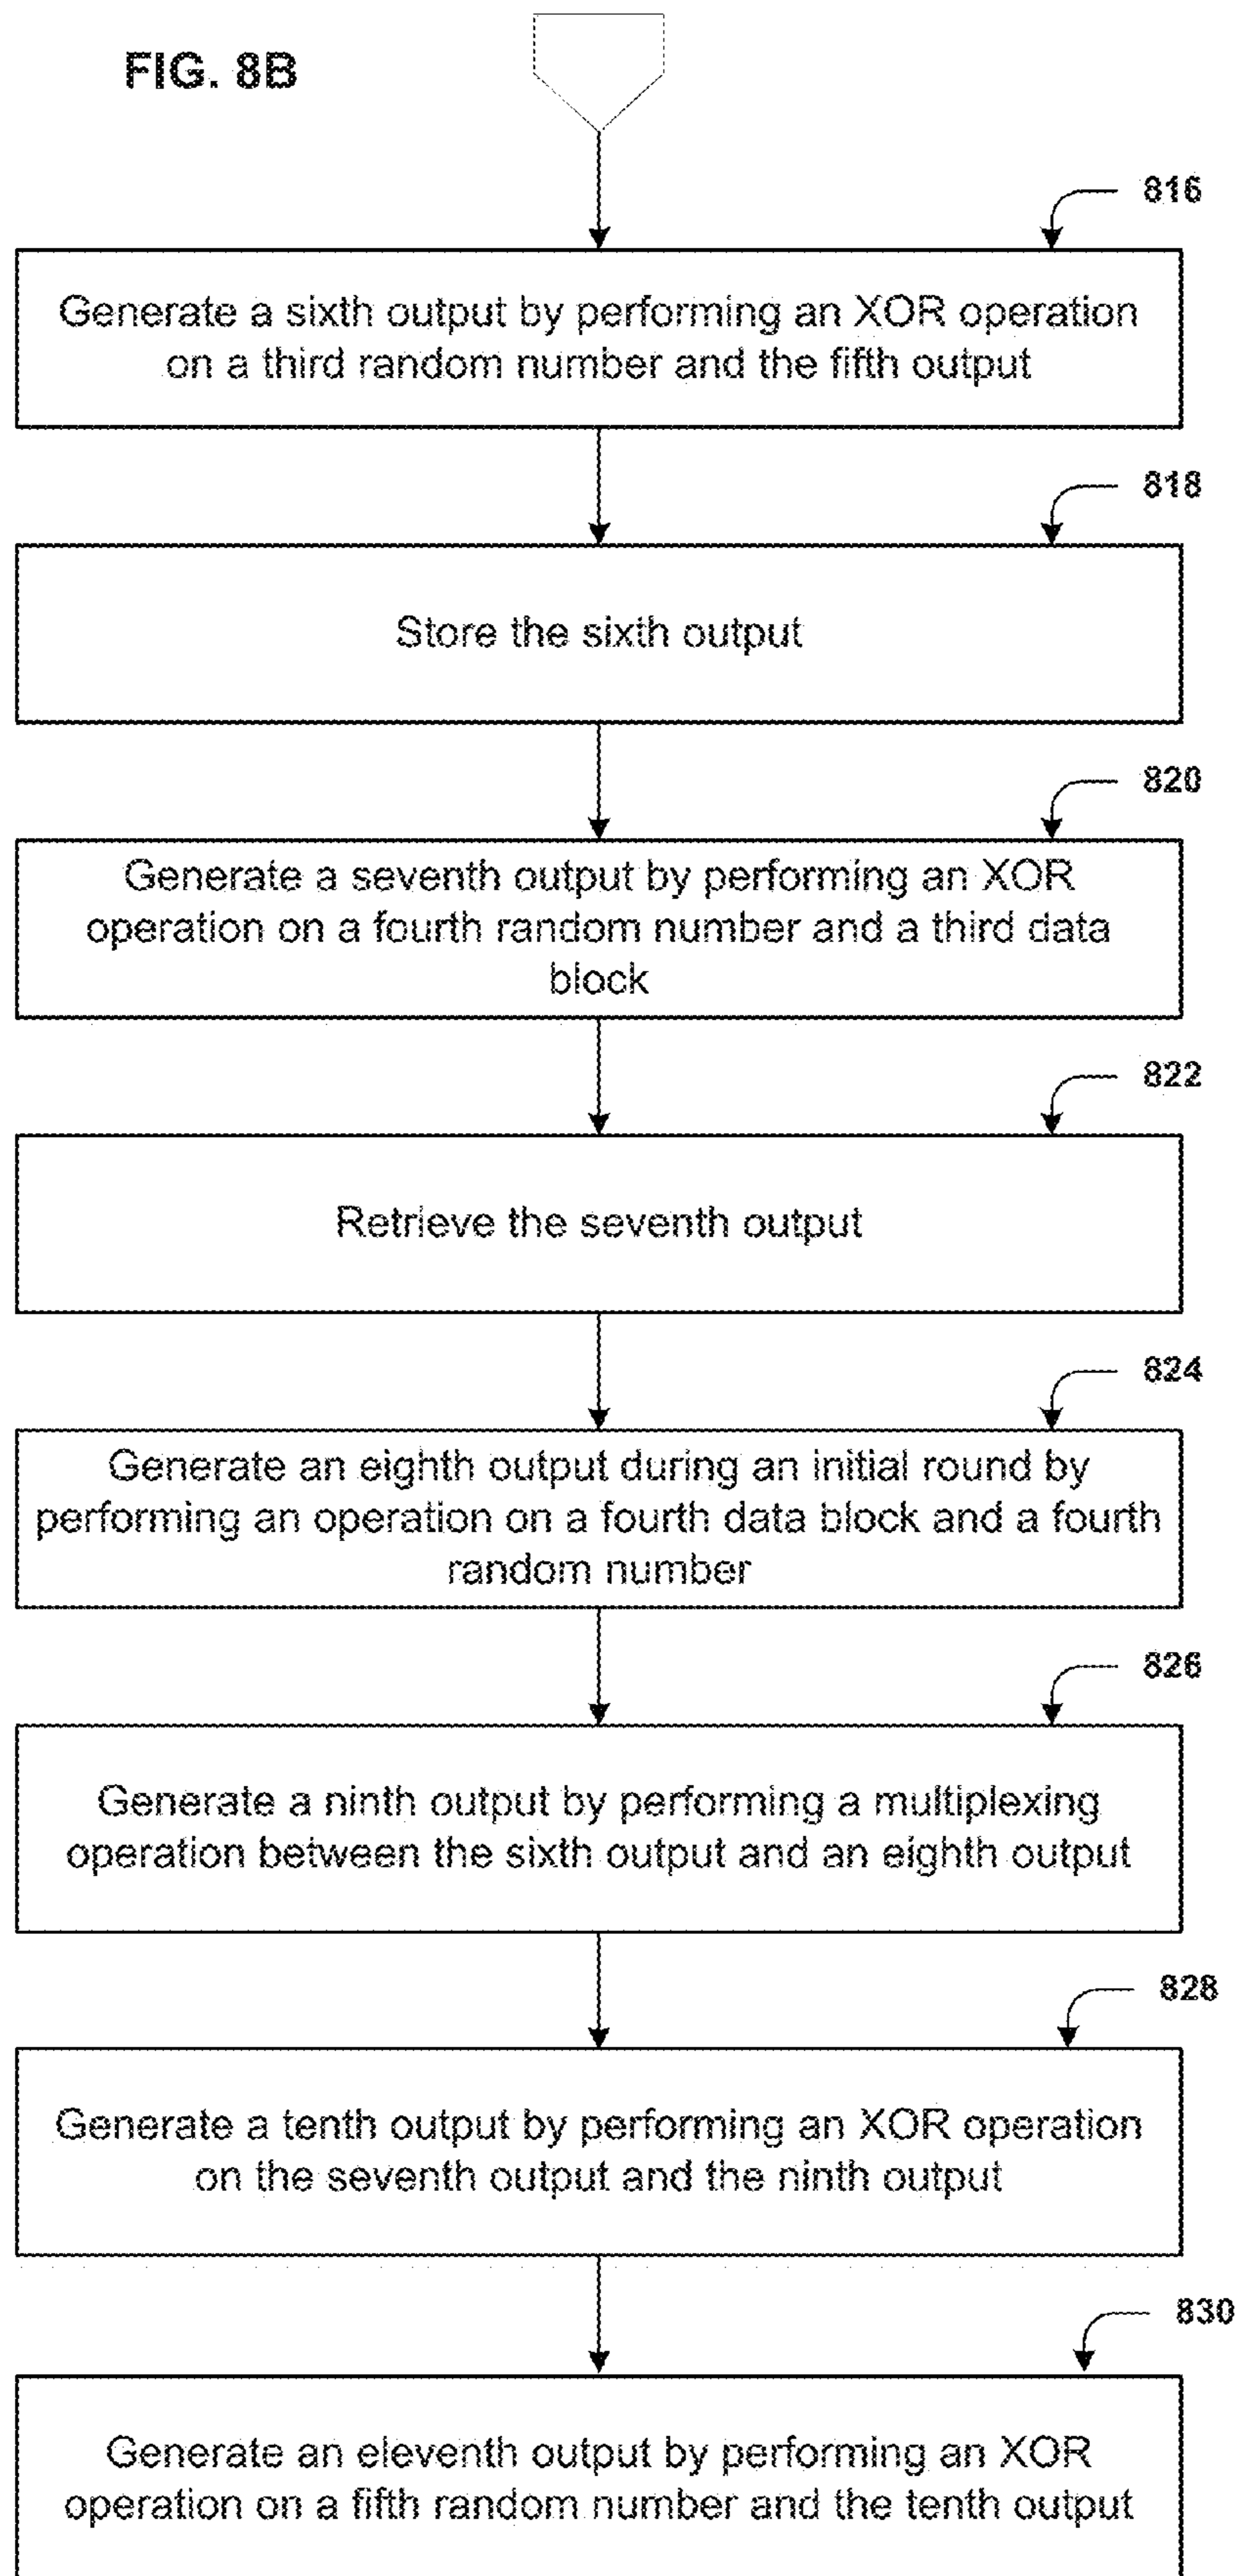 FIG. 8B
816
Generate a sixth output by performing an XOR operation
on a third random number and the fifth output
818
Store the sixth output
820
Generate a seventh output by performing an XOR
operation on a fourth random number and a third data
block
822
Retrieve the seventh output
824
Generate an eighth output during an initial round by
performing an operation on a fourth data block and a fourth
random number
826
Generate a ninth output by performing a multiplexing
operation between the sixth output and an eighth output
828
Generate a tenth output by performing an XOR operation
on the seventh output and the ninth output
830
Generate an eleventh output by performing an XOR
operation on a fifth random number and the tenth output